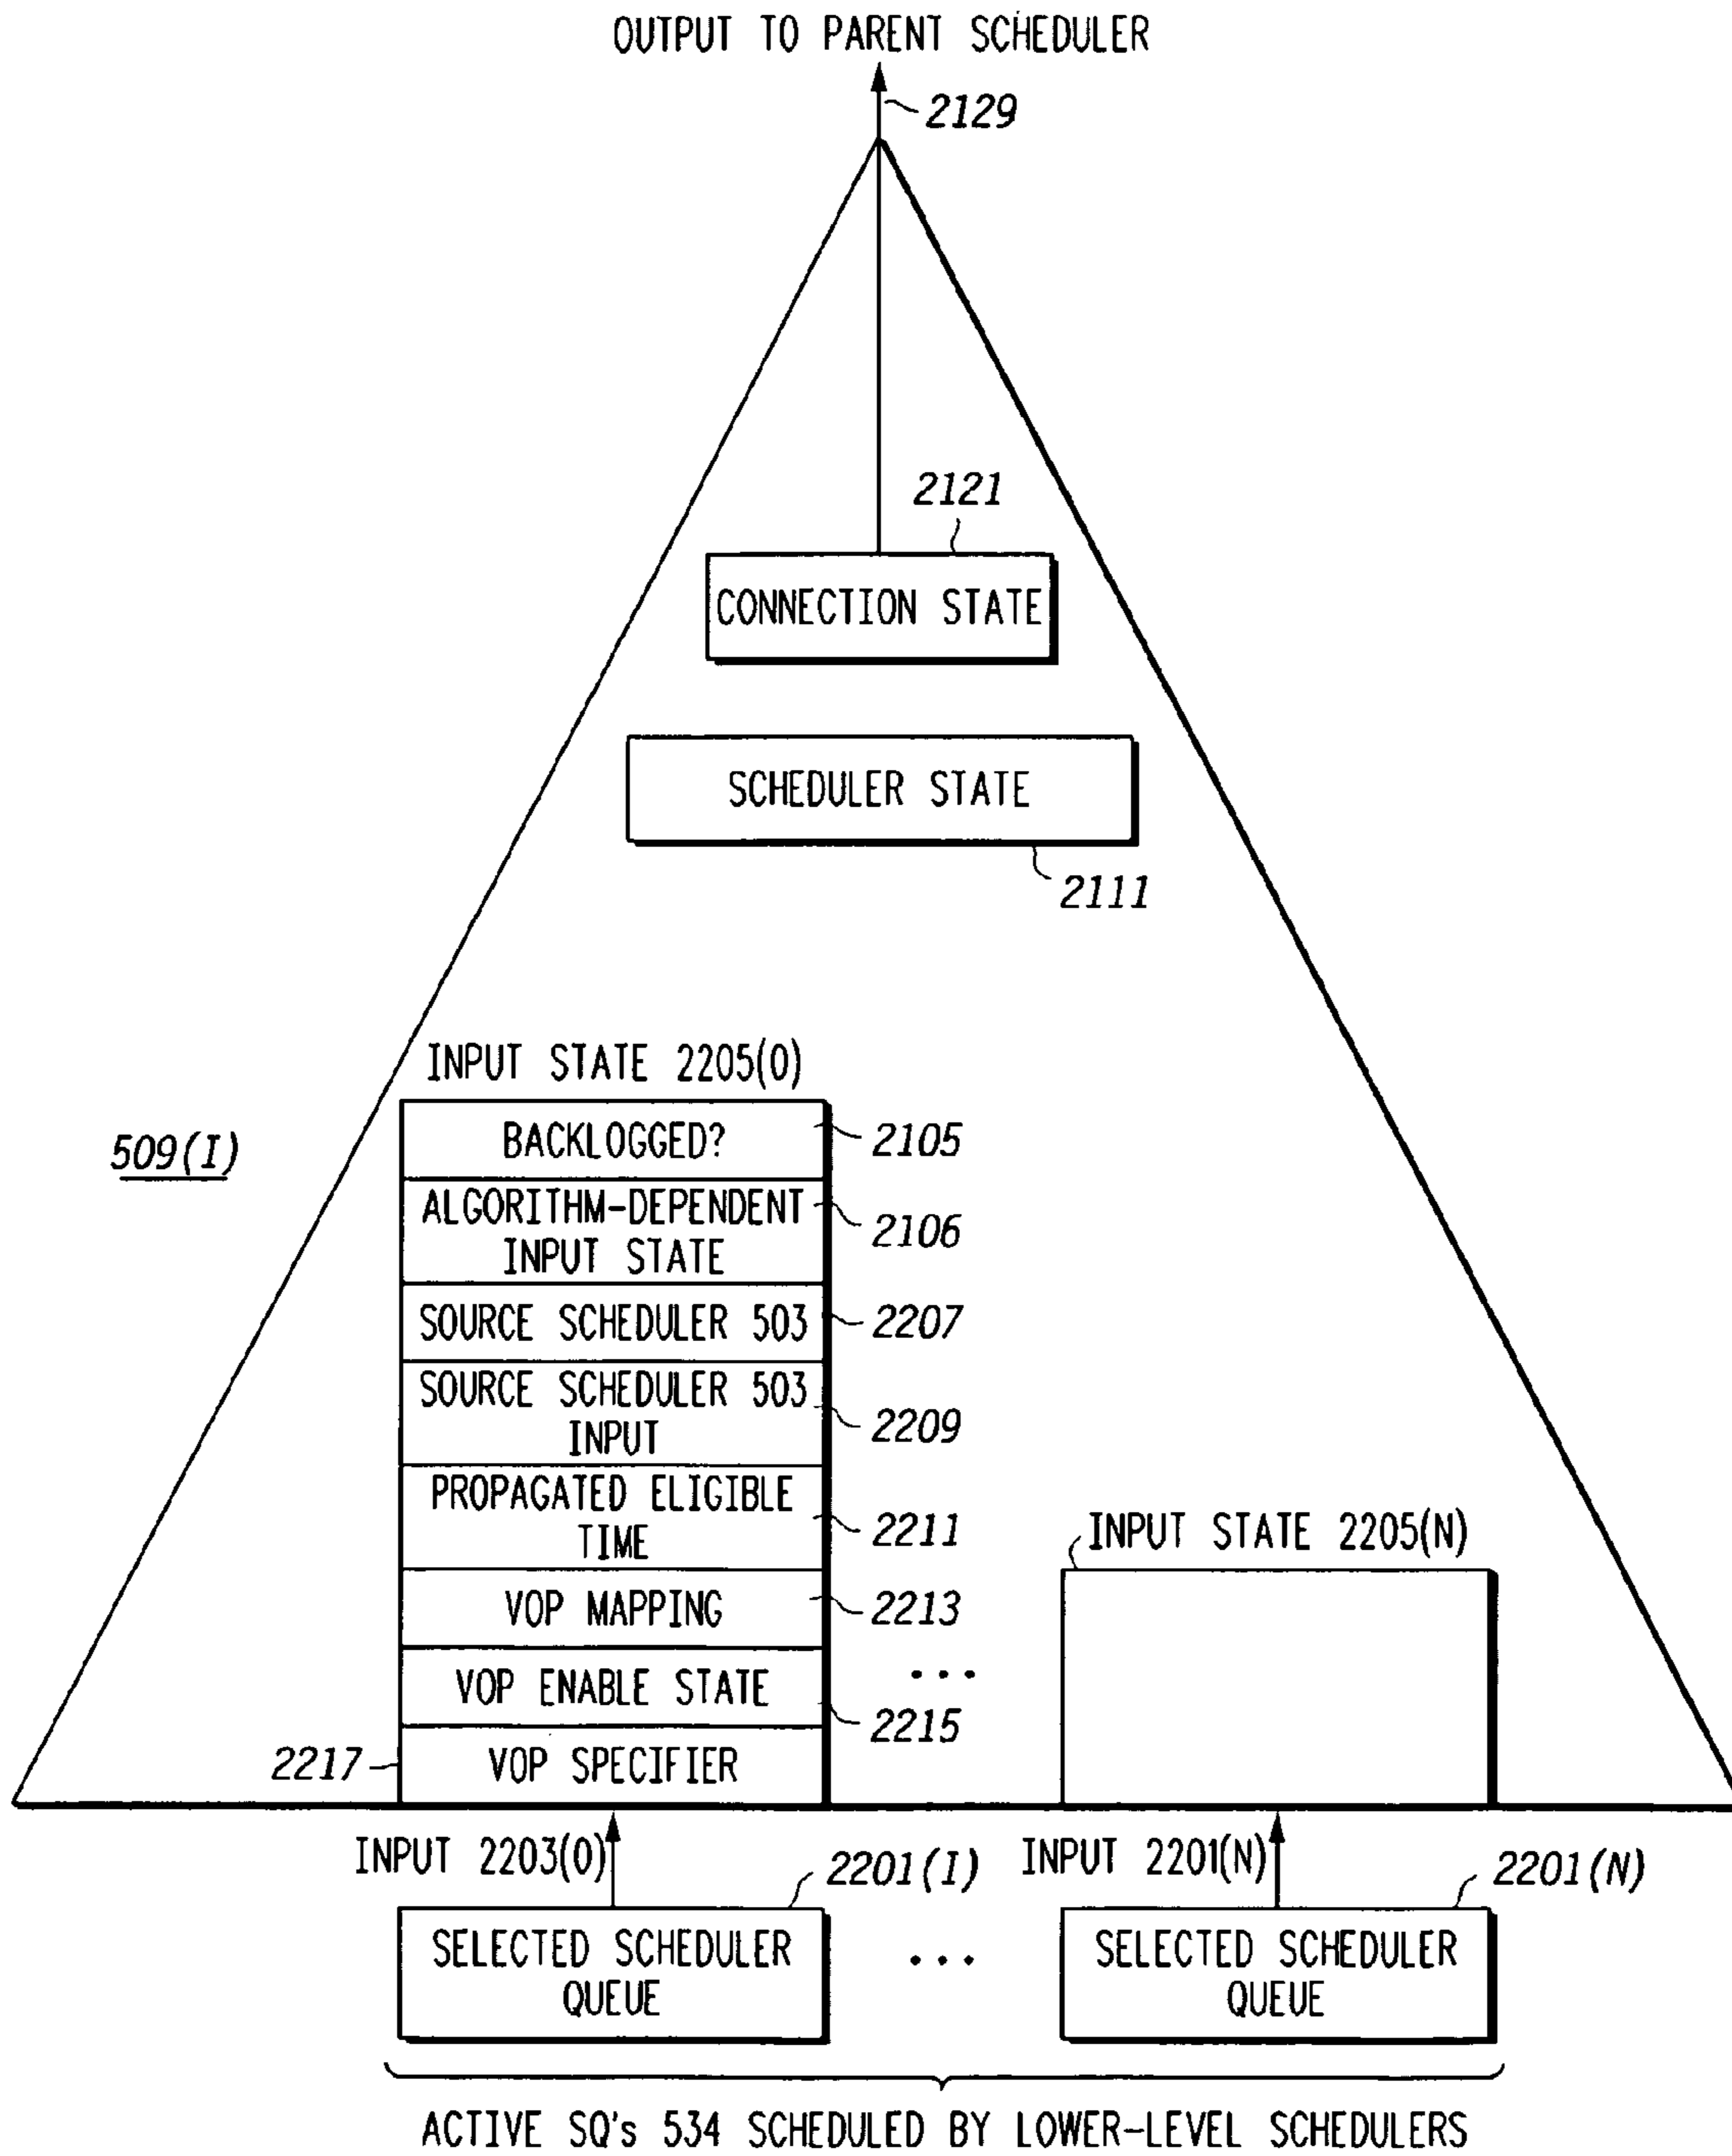 OUTPUT TO PARENT SCHEDULER
2129
2121
CONNECTION STATE
SCHEDULER STATE
2111
INPUT STATE 2205(0)
509(I)
BACKLOGGED?
2105
ALGORITHM-DEPENDENT
INPUT STATE
2106
SOURCE SCHEDULER 503
2207
SOURCE SCHEDULER 503
INPUT
2209
PROPAGATED ELIGIBLE
TIME
2211
INPUT STATE 2205(N)
VOP MAPPING
2213
VOP ENABLE STATE
...
2215
2217
VOP SPECIFIER
INPUT 2203(0)
2201(I)
INPUT 2201(N)
2201(N)
SELECTED SCHEDULER
QUEUE
...
SELECTED SCHEDULER
QUEUE
ACTIVE SQ's 534 SCHEDULED BY LOWER-LEVEL SCHEDULERS